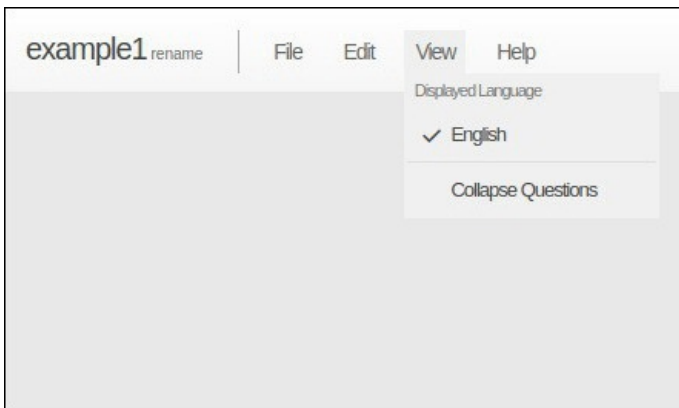 example1 rename File Edit View Help
Displayed Language
English
Collapse Questions